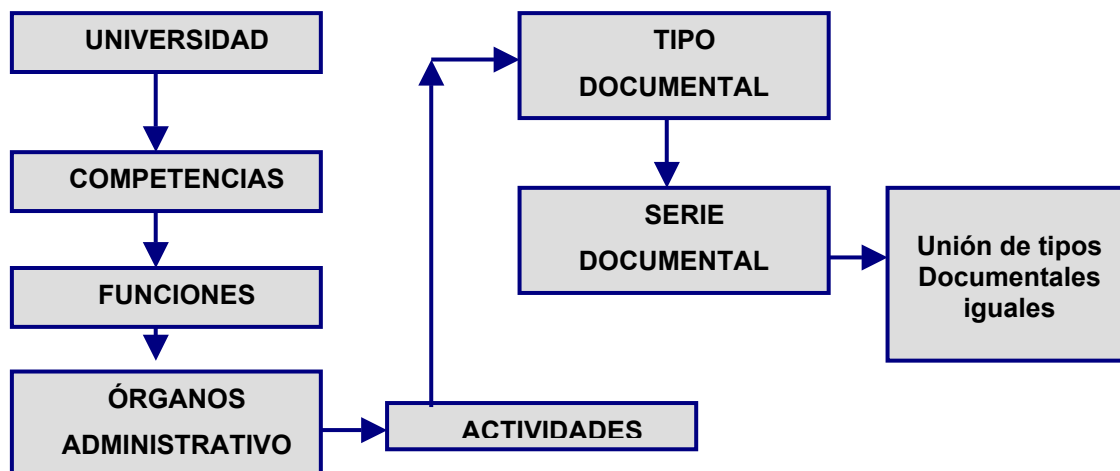 UNIVERSIDAD
COMPETENCIAS
FUNCIONES
ÓRGANOS
ADMINISTRATIVO
ACTIVIDADES
TIPO
DOCUMENTAL
SERIE
DOCUMENTAL
Unión de tipos
Documentales
iguales